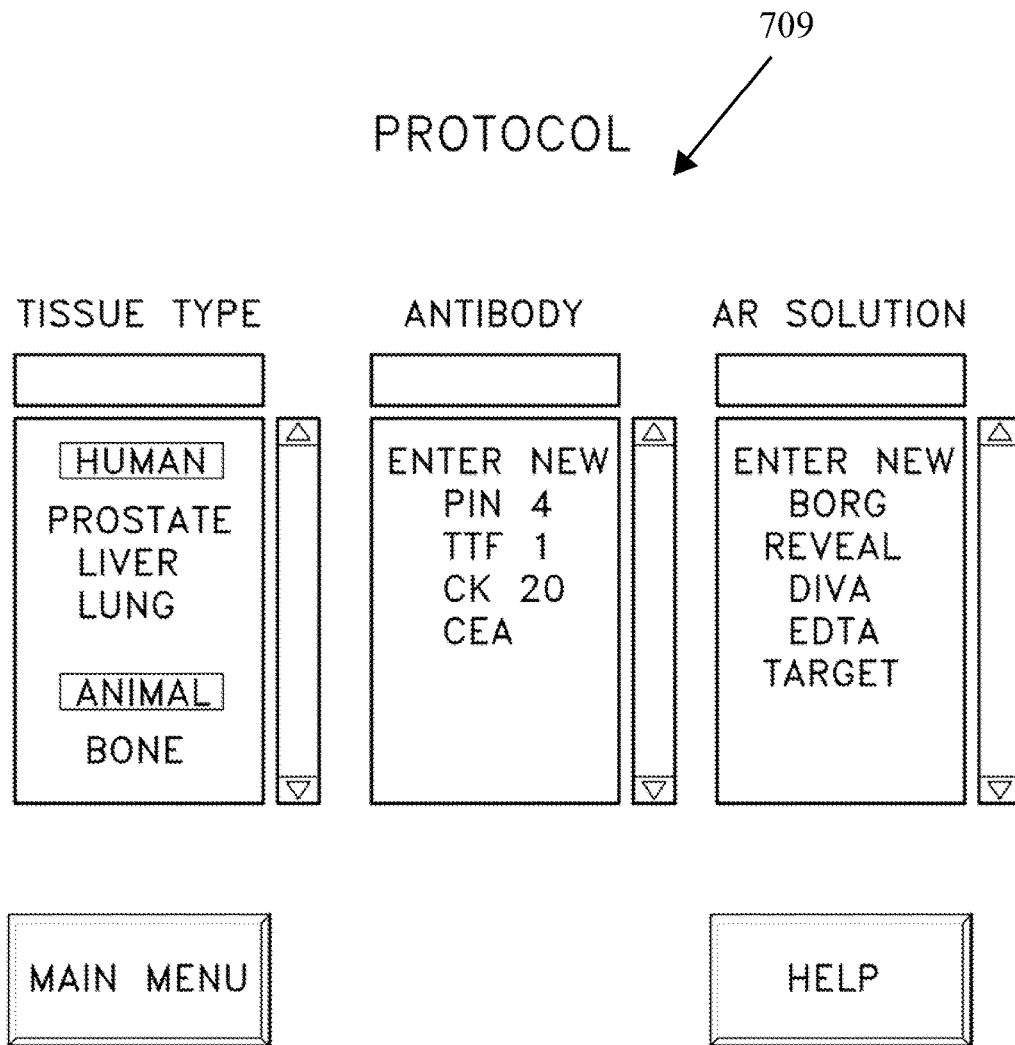 709
PROTOCOL
TISSUE TYPE
HUMAN
PROSTATE
LIVER
LUNG
ANIMAL
BONE
ANTIBODY
ENTER NEW
PIN 4
TTF 1
CK 20
CEA
AR SOLUTION
ENTER NEW
BORG
REVEAL
DIVA
EDTA
TARGET
MAIN MENU
HELP